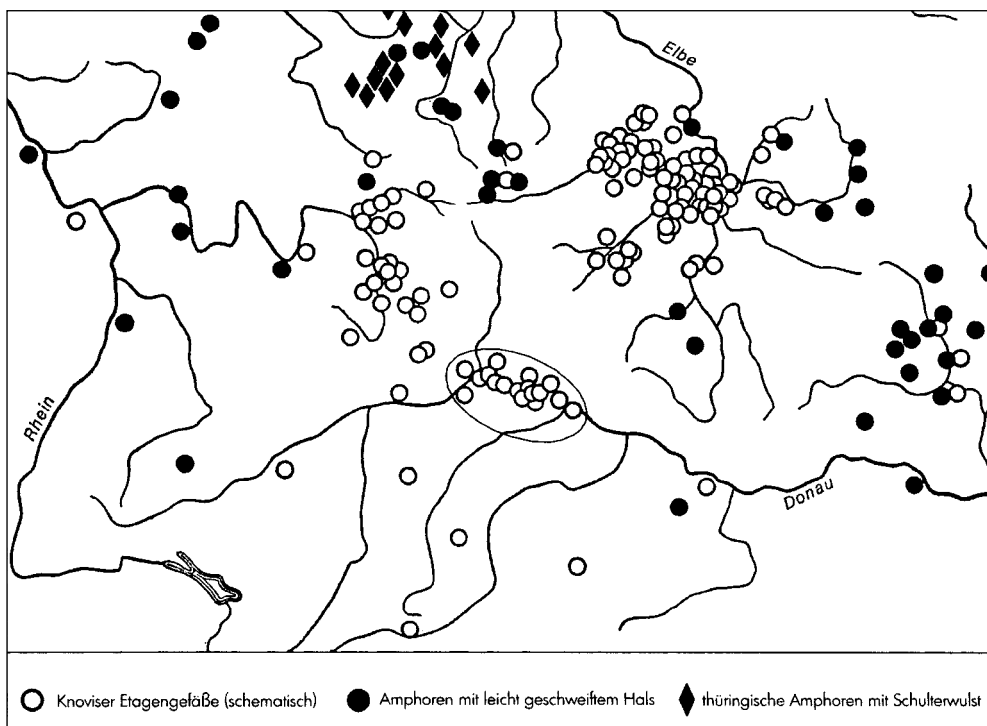 Elbe
Rhein
Donau
Knoviser Etagengefäße (schematisch) Amphoren mit leicht geschweiftem Hals thüringische Amphoren mit Schulterwulst